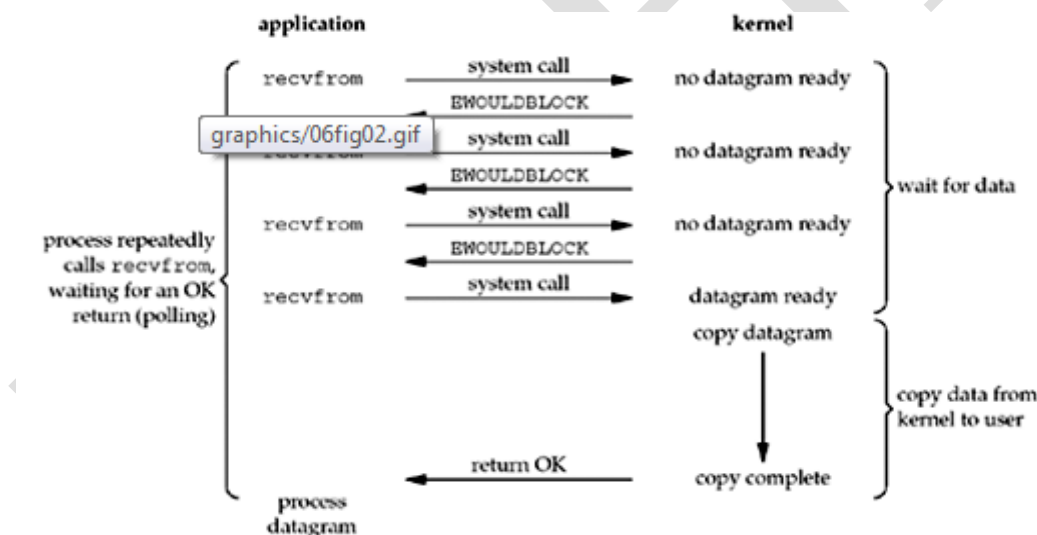 application kernel
recvfrom system call no datagram ready
EWOULDBLOCK
graphics/06fig02.gif
system call no datagram ready
EWOULDBLOCK
wait for data
recvfrom system call no datagram ready
EWOULDBLOCK
process repeatedly
calls recvfrom,
waiting for an OK
return (polling)
recvfrom system call datagram ready
copy datagram
copy data from
kernel to user
return OK copy complete
process
datagram